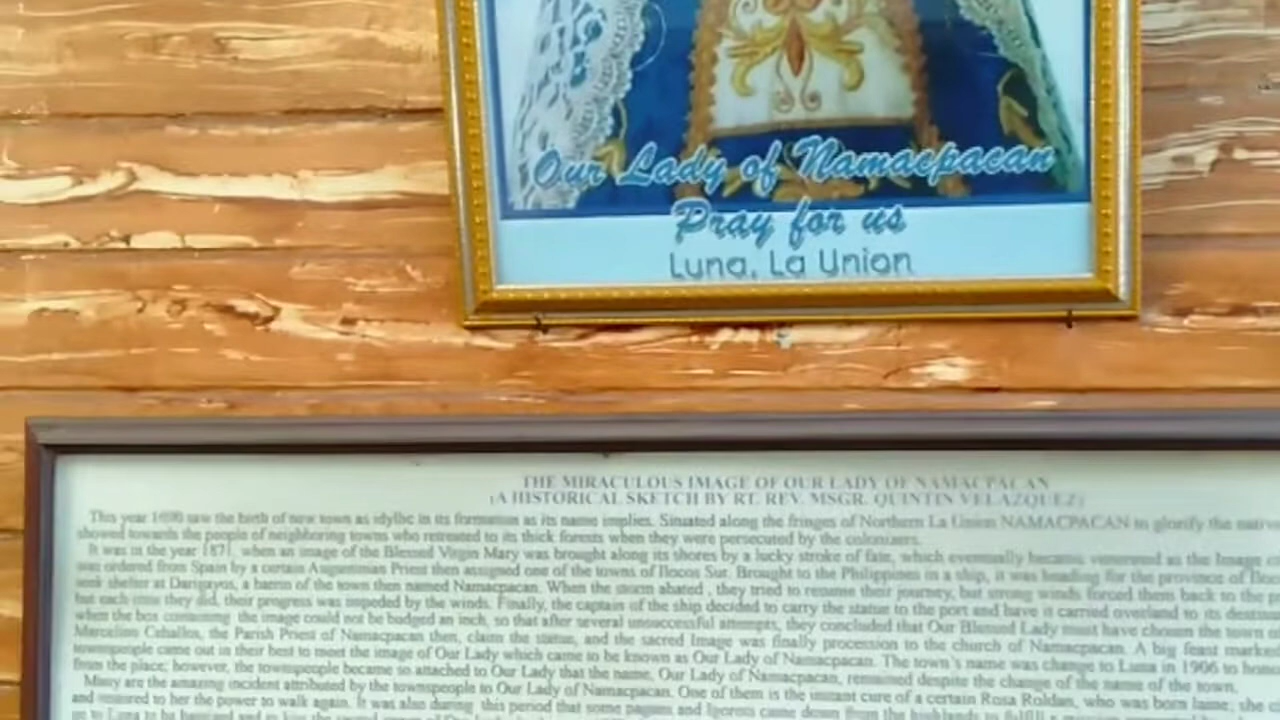 Our Lady of Namacpacan
Pray for us
Luna, La Union
THE MIRACULOUS IMAGE OF OUR LADY OF NAMACPACAN
(A HISTORICAL SKETCH BY RT. REV. MSGR. QUINTIN VELAZQUEZ)
This year 1690 saw the birth of new town as idyllic in its formation as its name implies. Situated along the fringes of Northern La Union NAMACPACAN to glorify the
showed towards the people of neighboring towns who retreated to its thick forests when they were persecuted by the colonizers.
It was in the year 1871, when an image of the Blessed Virgin Mary was brought along its shores by a lucky stroke of fate, which eventually became venerated as the Image
was ordered from Spain by a certain Augustinian Priest then assigned one of the towns of Ilocos Sur. Brought to the Philippines in a ship, it was heading for the province of
seek shelter at Darigayos, a barrio of the town then named Namacpacan. When the storm abated , they tried to resume their journey, but strong winds forced them back to the
but each time they did, their progress was impeded by the winds. Finally, the captain of the ship decided to carry the statue to the port and have is carried overland to its
when the box containing the image could not be budged an inch, so that after several unsuccessful attempts, they concluded that Our Blessed Lady must have chosen the town
Marcelino Ceballos, the Parish Priest of Namacpacan then, claim the statue, and the sacred Image was finally procession to the church of Namacpacan. A big feast marked
townspeople came out in their best to meet the image of Our Lady which came to be known as Our Lady of Namacpacan. The town's name was change to Luna in 1906 to honor
from the place; however, the townspeople became so attached to Our Lady that the name, Our Lady of Namacpacan, remained despite the change of the name of the town.
Many are the amazing incident attributed by the townspeople to Our Lady of Namacpacan. One of them is the instant cure of a certain Rosa Roldan, who was born lame; she
and restored to her the power to walk again. It was also during this period that some pagans and Igorots came down from the highlands to